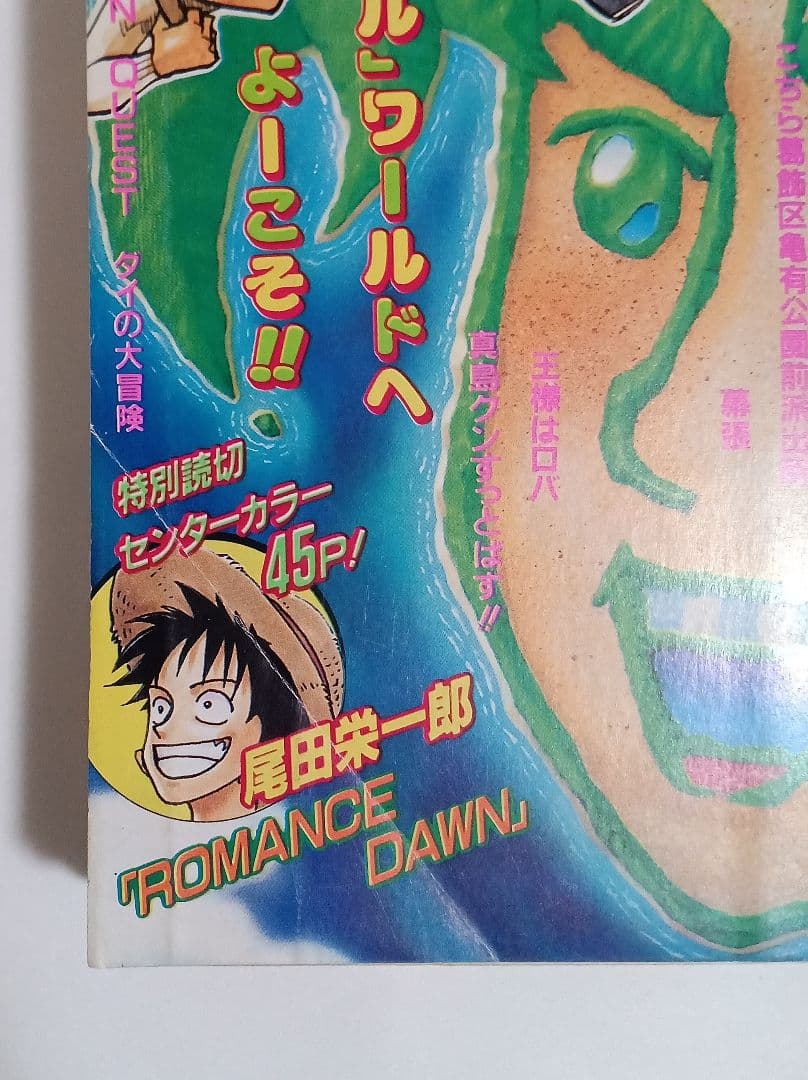 こちら葛飾区亀有公園前派出所
幕張
王様はロバ
真島クンすっとばす!!
ル」ワールドへ
よーこそ!!
N QUEST ダイの大冒険
特別読切
センターカラー
45P!
尾田栄一郎
「ROMANCE
DAWN」